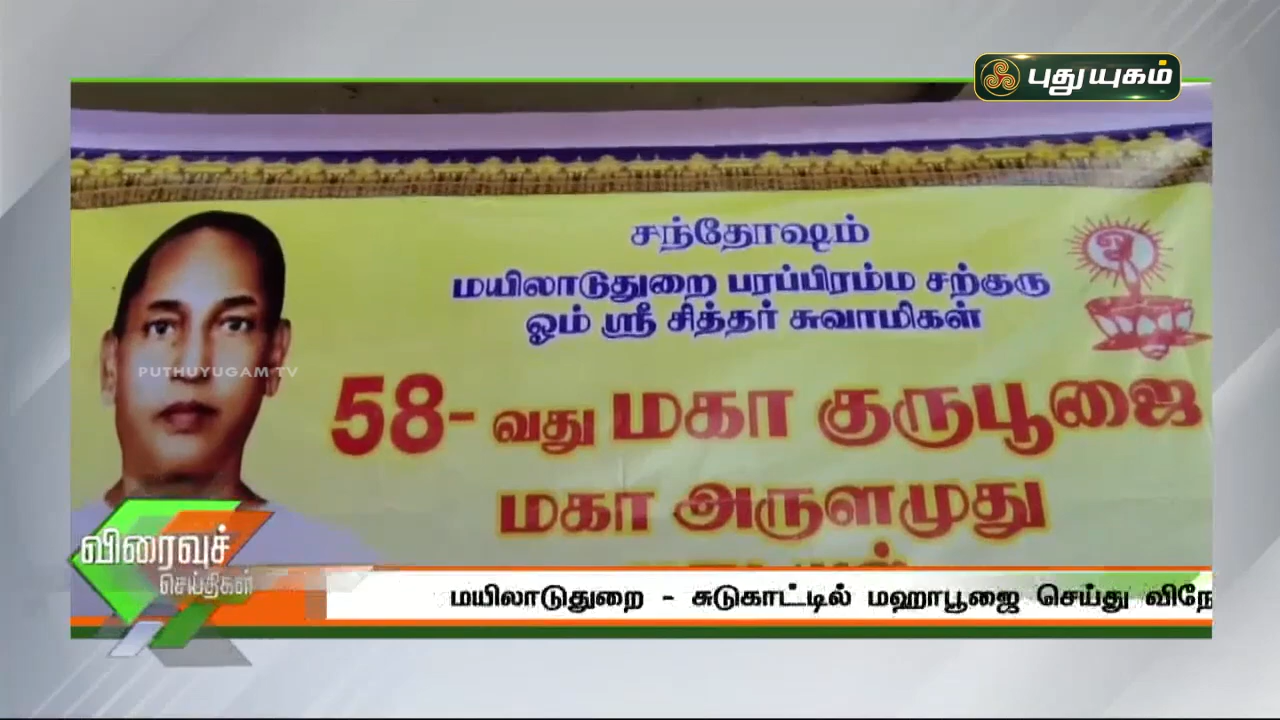 புதுயுகம்
சந்தோஷம்
மயிலாடுதுறை பரப்பிரம்ம சற்குரு
ஓம் ஸ்ரீ சித்தர் சுவாமிகள்
58-வது மகா குருபூஜை
மகா அருளமுது
PUTHUYUGAM TV
விரைவுச்
செய்திகள்
மயிலாடுதுறை - சுடுகாட்டில் மஹாபூஜை செய்து